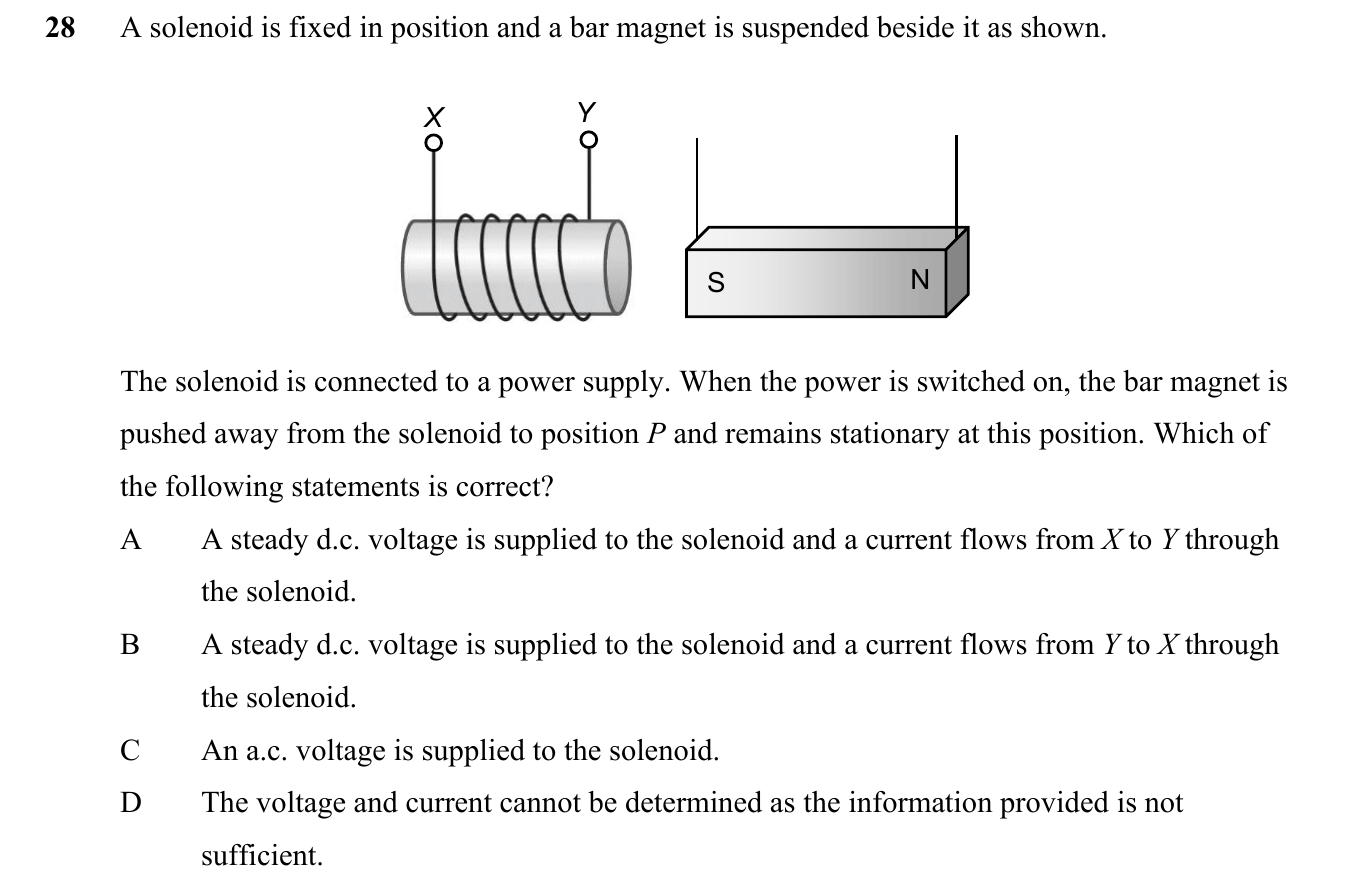 28 A solenoid is fixed in position and a bar magnet is suspended beside it as shown.
X Y
S N
The solenoid is connected to a power supply. When the power is switched on, the bar magnet is
pushed away from the solenoid to position P and remains stationary at this position. Which of
the following statements is correct?
A A steady d.c. voltage is supplied to the solenoid and a current flows from X to Y through
the solenoid.
B A steady d.c. voltage is supplied to the solenoid and a current flows from Y to X through
the solenoid.
C An a.c. voltage is supplied to the solenoid.
D The voltage and current cannot be determined as the information provided is not
sufficient.